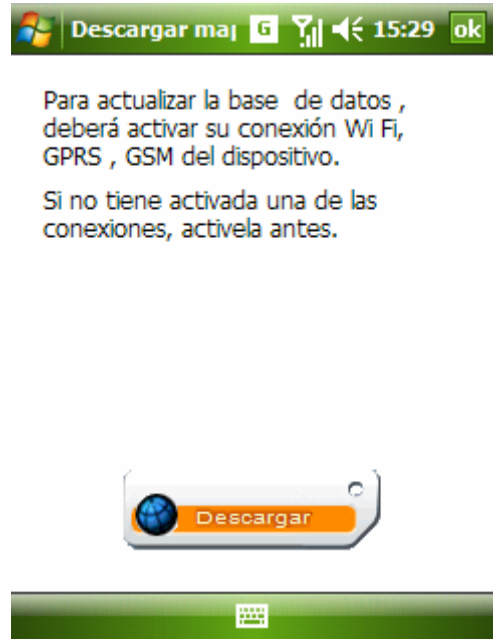 Descargar ma G 15:29 ok
Para actualizar la base de datos ,
deberá activar su conexión Wi Fi,
GPRS , GSM del dispositivo.
Si no tiene activada una de las
conexiones, activela antes.
Descargar